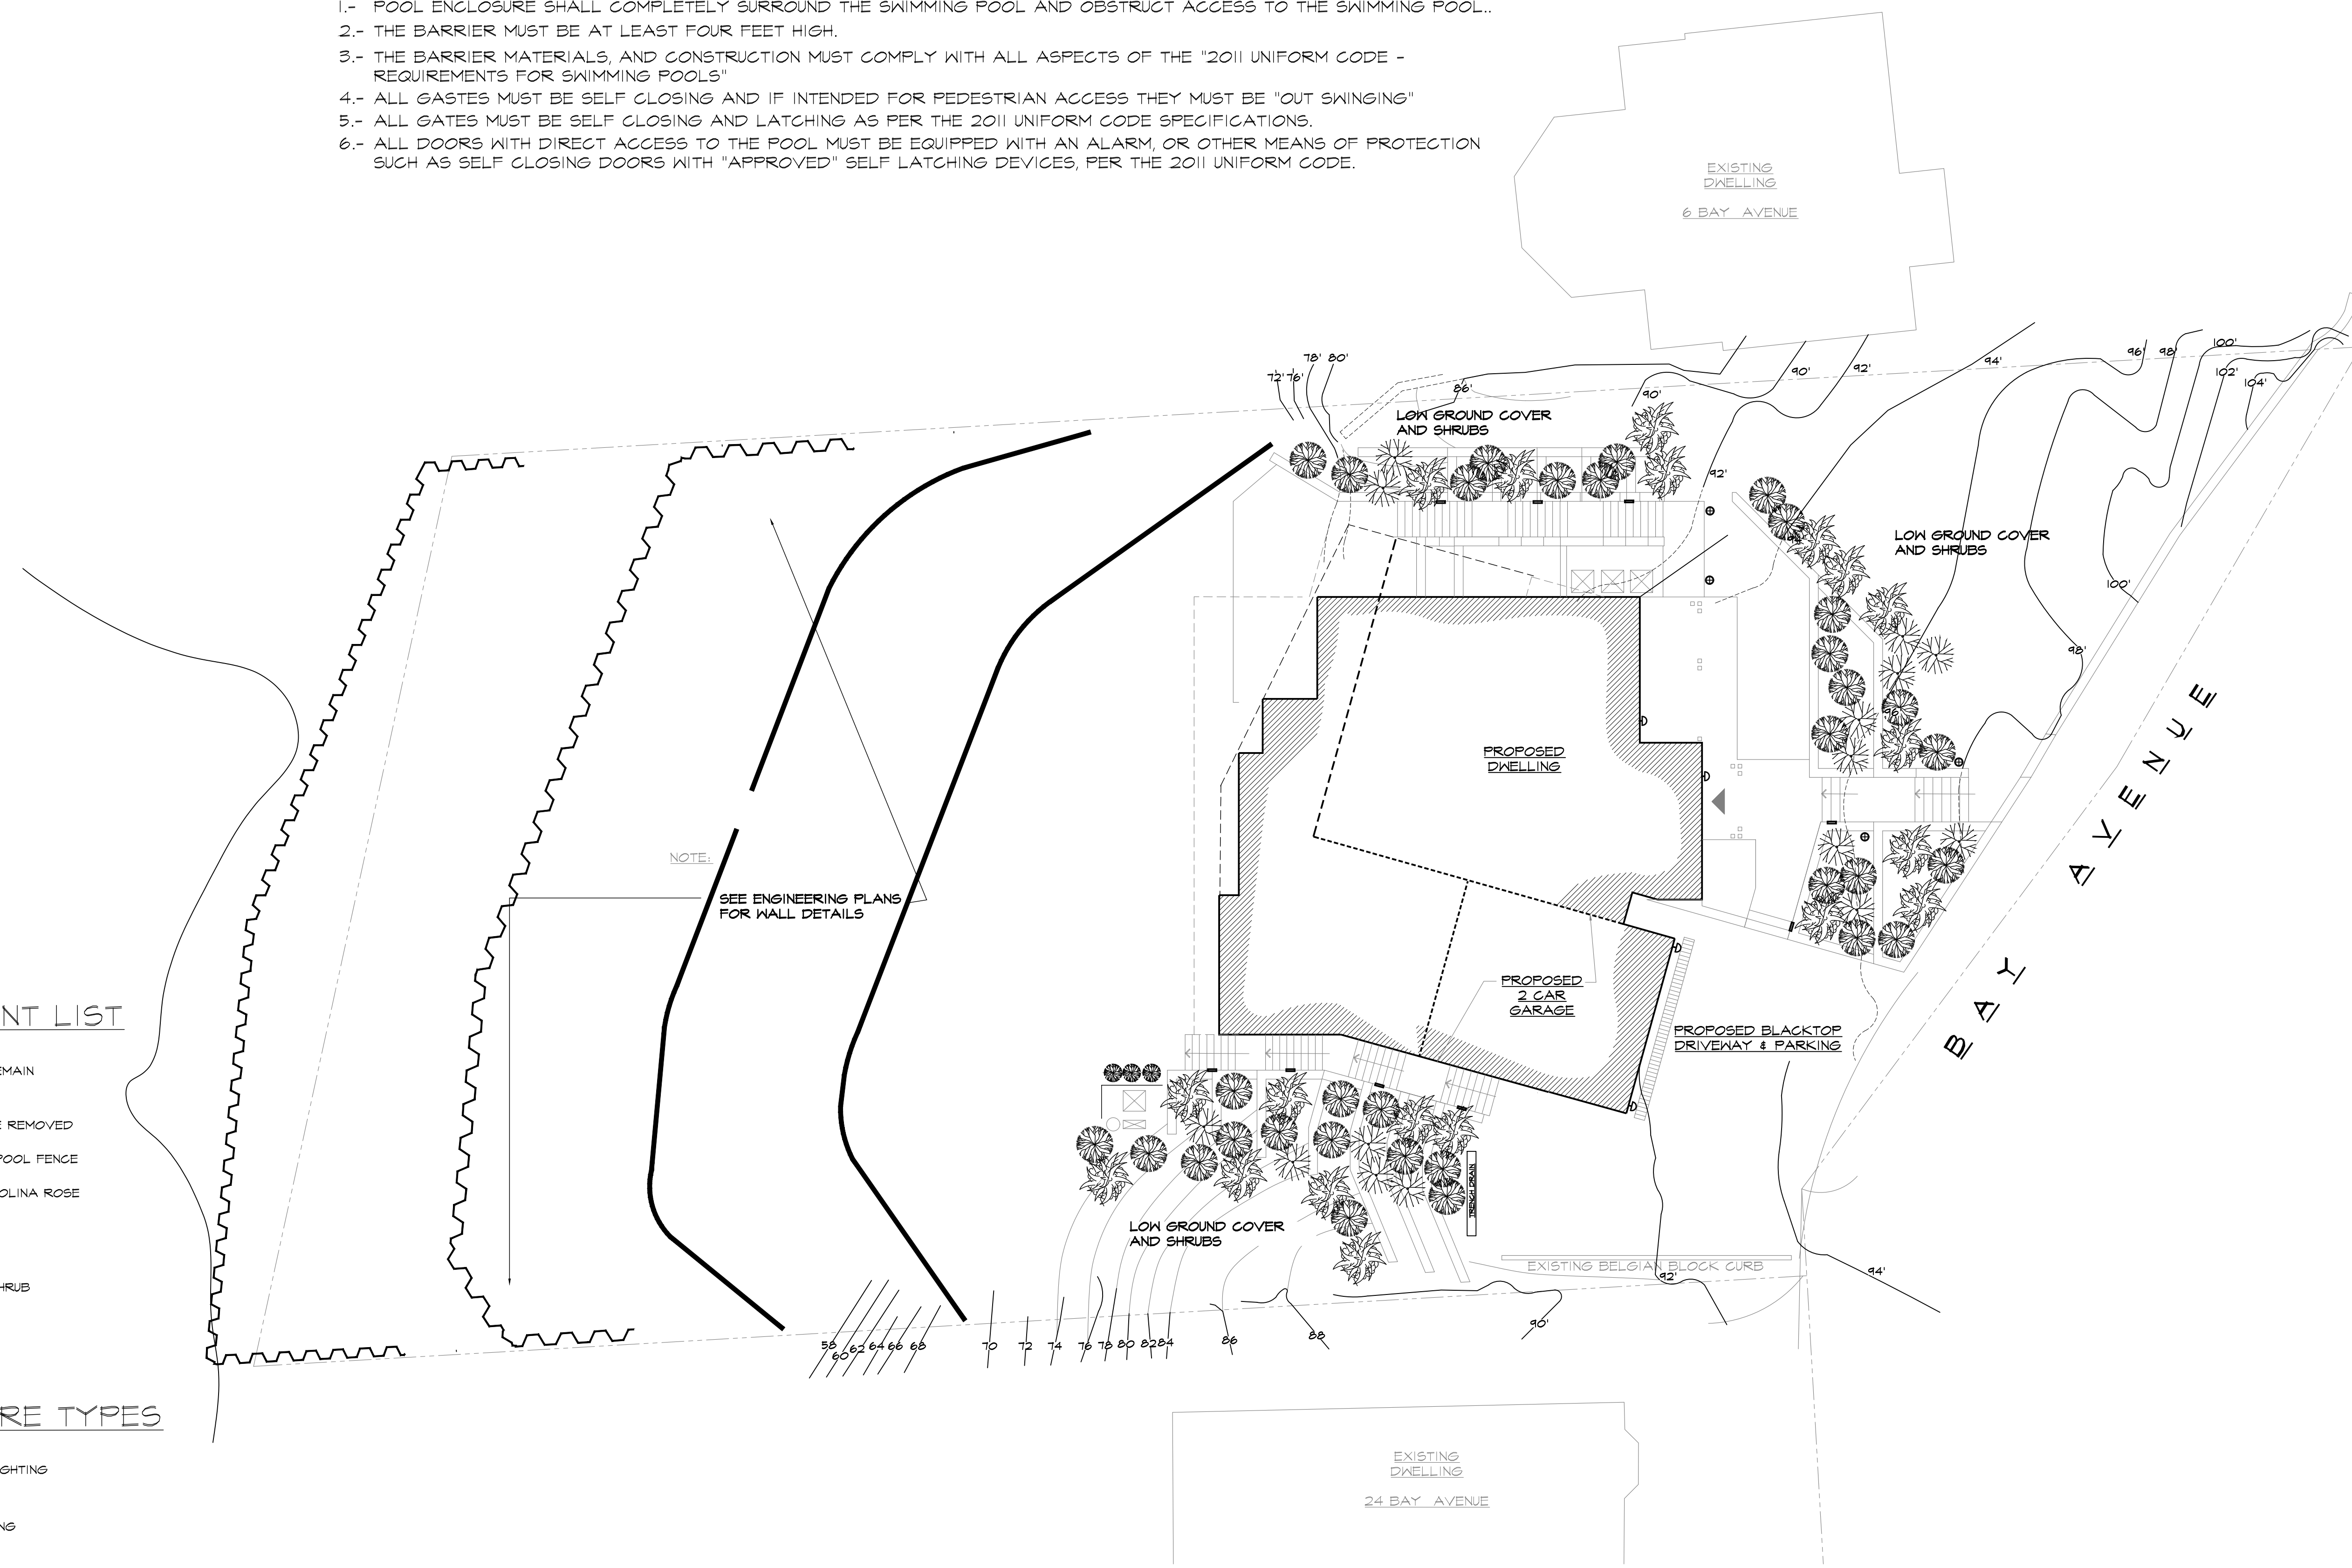 1.- POOL ENCLOSURE SHALL COMPLETELY SURROUND THE SWIMMING POOL AND OBSTRUCT ACCESS TO THE SWIMMING POOL..
2.- THE BARRIER MUST BE AT LEAST FOUR FEET HIGH.
3.- THE BARRIER MATERIALS, AND CONSTRUCTION MUST COMPLY WITH ALL ASPECTS OF THE "2011 UNIFORM CODE -
REQUIREMENTS FOR SWIMMING POOLS"
4.- ALL GASTES MUST BE SELF CLOSING AND IF INTENDED FOR PEDESTRIAN ACCESS THEY MUST BE "OUT SWINGING"
5.- ALL GATES MUST BE SELF CLOSING AND LATCHING AS PER THE 2011 UNIFORM CODE SPECIFICATIONS.
6.- ALL DOORS WITH DIRECT ACCESS TO THE POOL MUST BE EQUIPPED WITH AN ALARM, OR OTHER MEANS OF PROTECTION
SUCH AS SELF CLOSING DOORS WITH "APPROVED" SELF LATCHING DEVICES, PER THE 2011 UNIFORM CODE.
EXISTING
DWELLING
6 BAY AVENUE
72' 76' 78' 80'
86'
90'
90'
92'
94'
96'
98'
100'
102'
104'
LOW GROUND COVER
AND SHRUBS
92'
94
LOW GROUND COVER
AND SHRUBS
100'
98'
96
BAY AVENUE
PROPOSED
DWELLING
NOTE:
SEE ENGINEERING PLANS
FOR WALL DETAILS
PROPOSED
2 CAR
GARAGE
PROPOSED BLACKTOP
DRIVEWAY & PARKING
NT LIST
EMAIN
E REMOVED
POOL FENCE
OLINA ROSE
HRUB
TRENCH DRAIN
LOW GROUND COVER
AND SHRUBS
EXISTING BELGIAN BLOCK CURB
92'
94'
58
60
62
64
66
68
70
72
74
76
78
80
82
84
86
88
90'
RE TYPES
GHTING
NG
EXISTING
DWELLING
24 BAY AVENUE